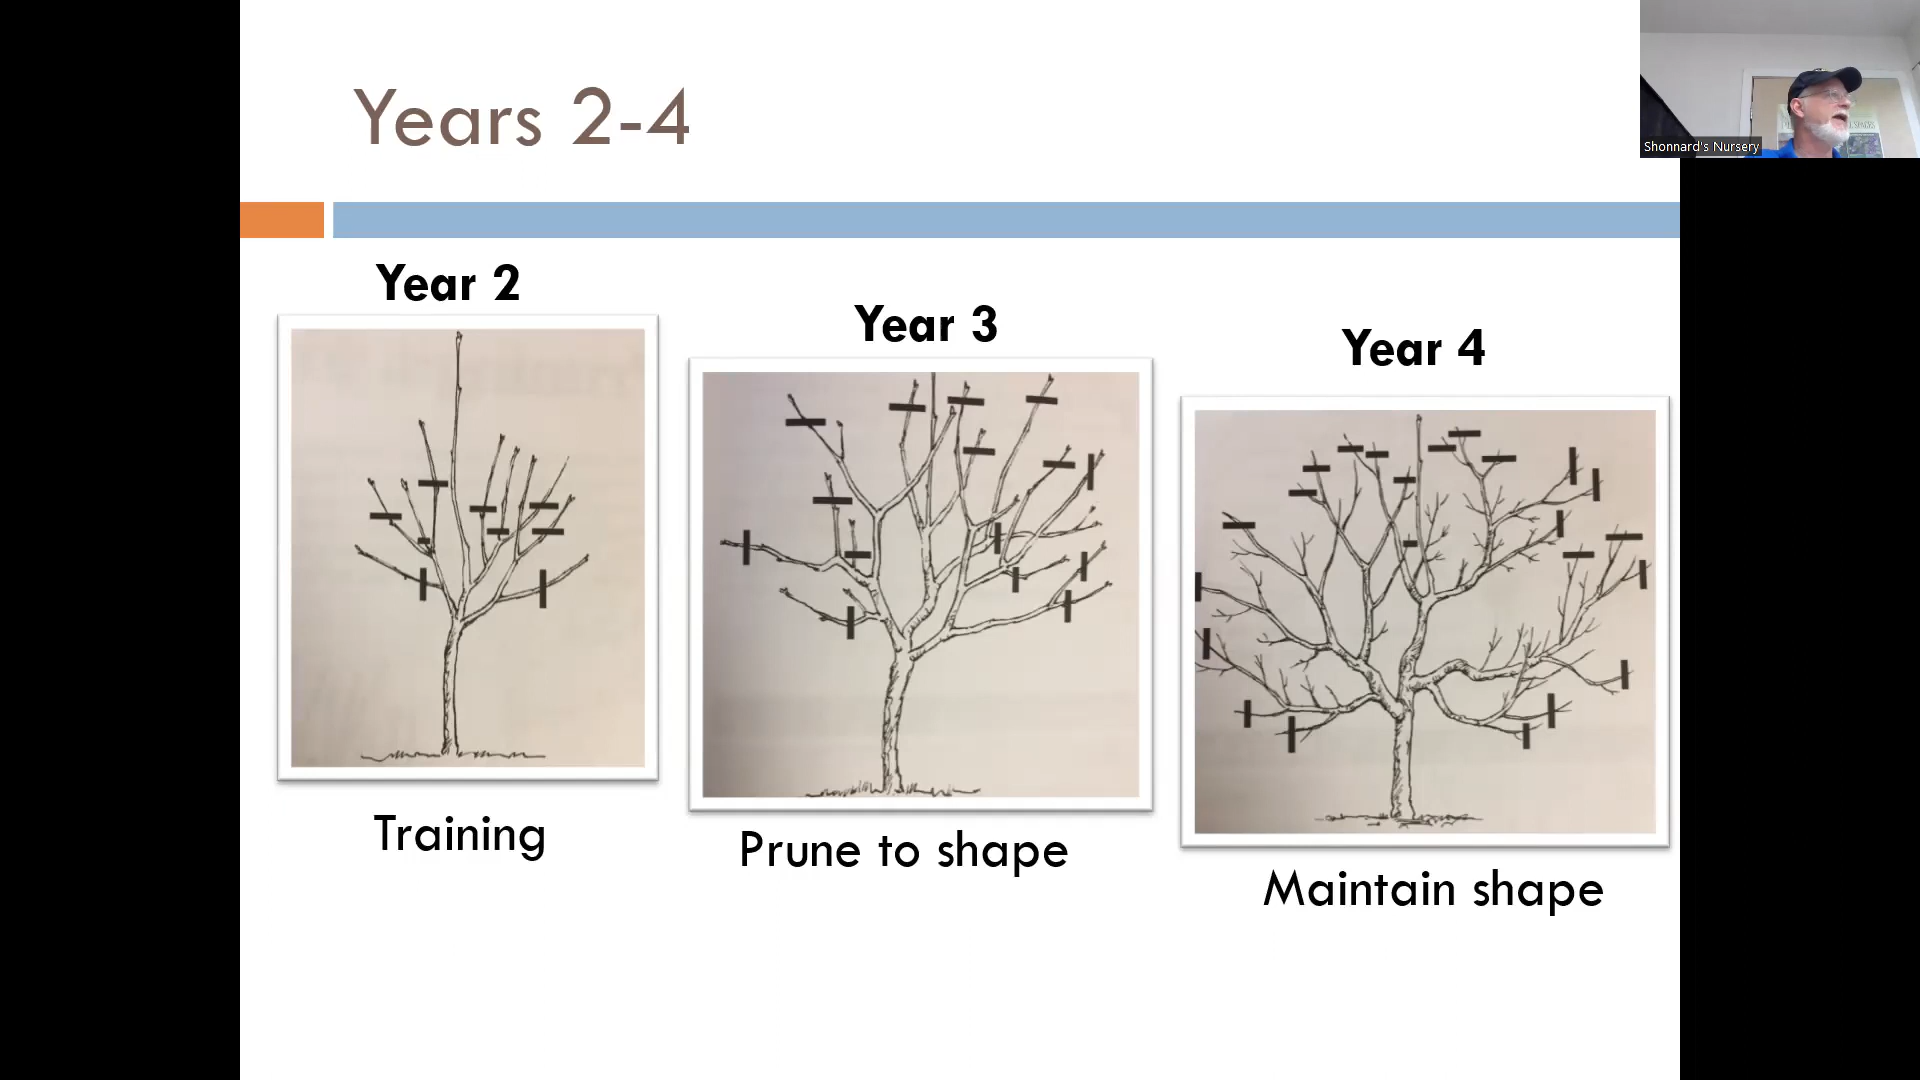 Years 2-4
Shonnard's Nursery
Year 2
Year 3
Year 4
Training
Prune to shape
Maintain shape